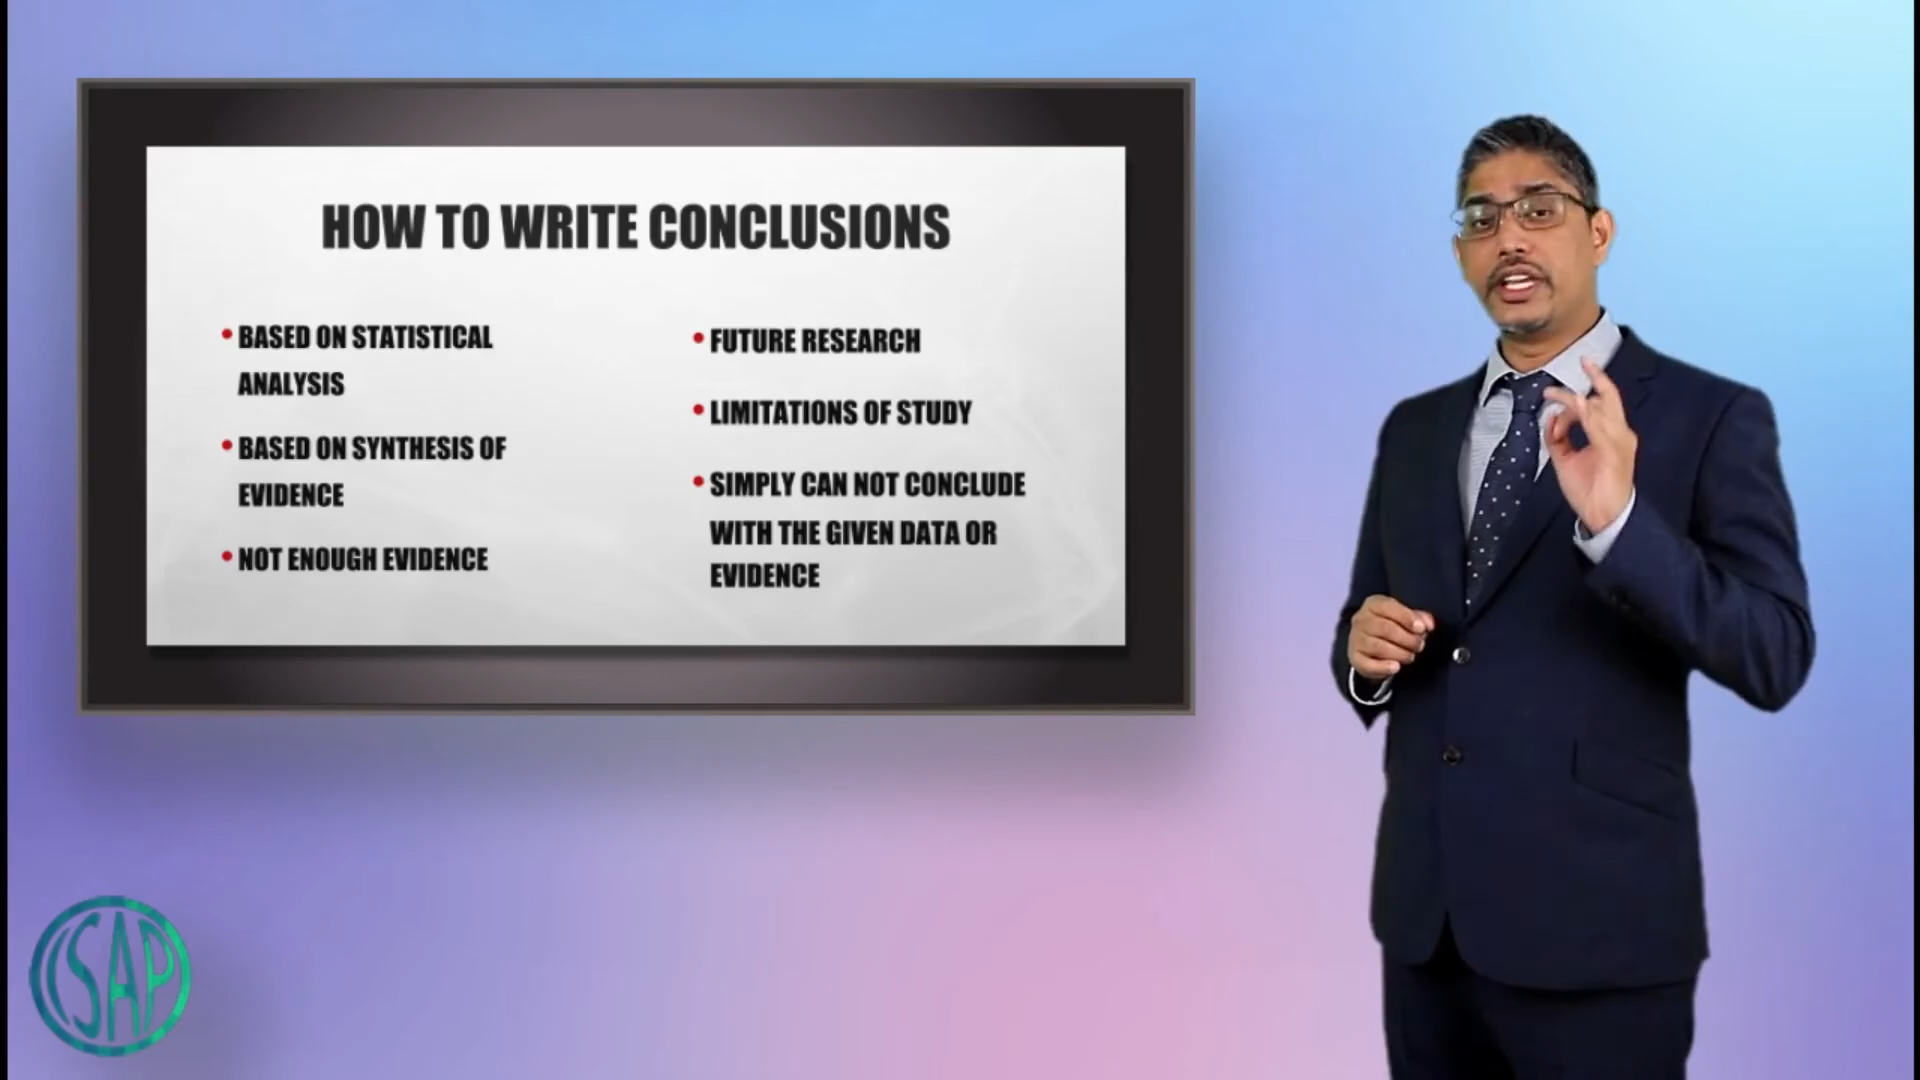 HOW TO WRITE CONCLUSIONS
• BASED ON STATISTICAL
ANALYSIS
• BASED ON SYNTHESIS OF
EVIDENCE
• NOT ENOUGH EVIDENCE
• FUTURE RESEARCH
• LIMITATIONS OF STUDY
• SIMPLY CAN NOT CONCLUDE
WITH THE GIVEN DATA OR
EVIDENCE
ISAP